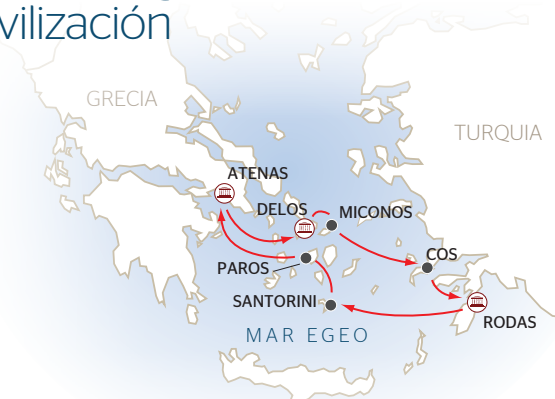 vilización
GRECIA
TURQUIA
ATENAS
DELOS
MICONOS
PAROS
COS
SANTORINI
RODAS
MAR EGEO